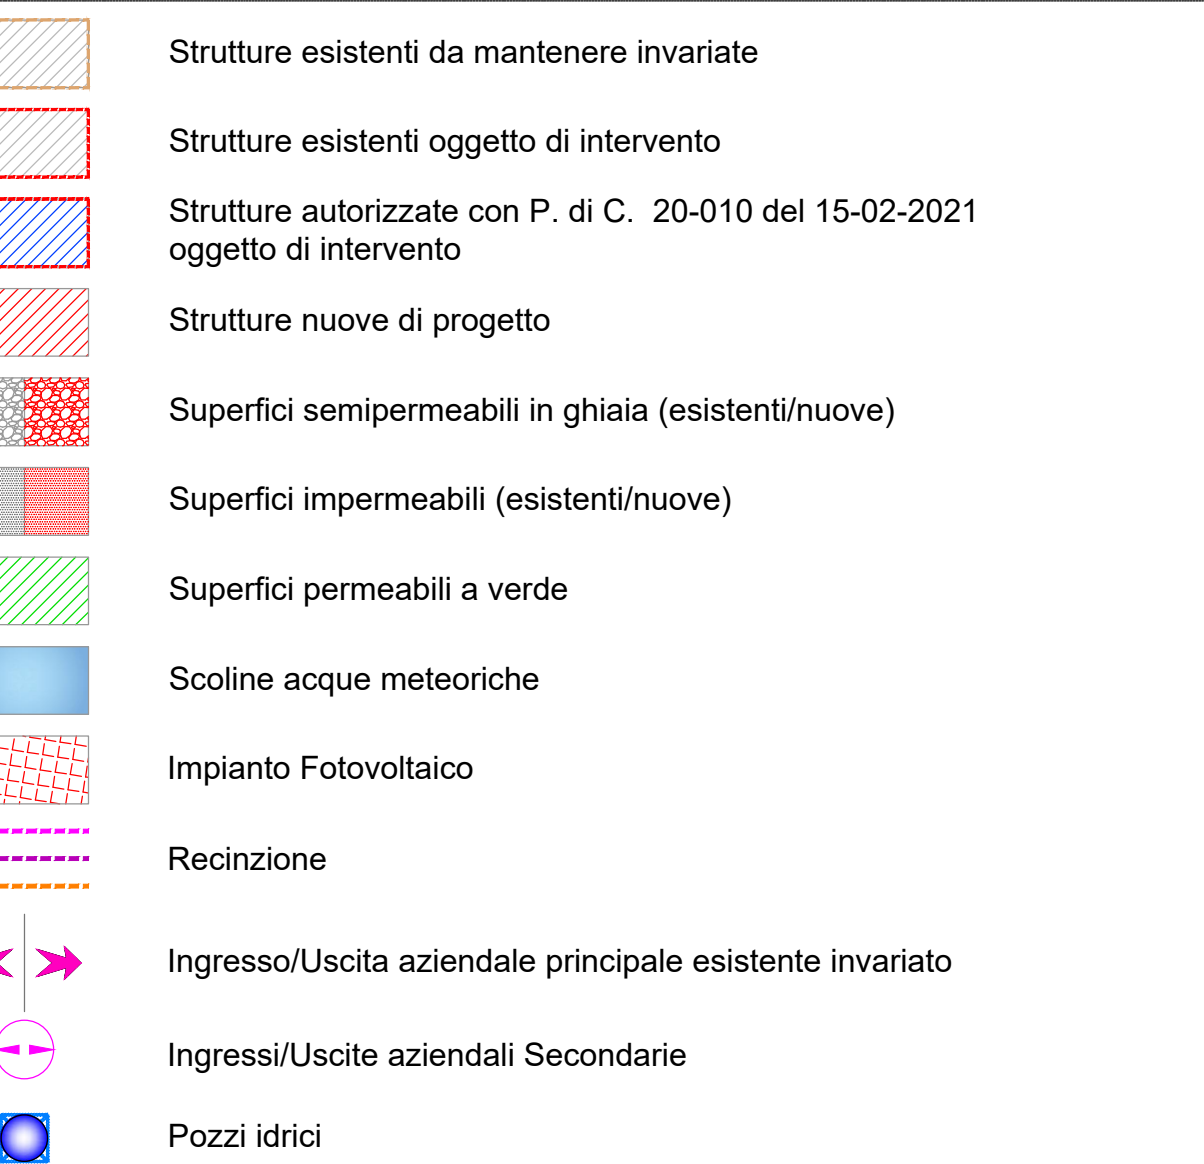 Strutture esistenti da mantenere invariate
Strutture esistenti oggetto di intervento
Strutture autorizzate con P. di C.  20-010 del 15-02-2021
oggetto di intervento
Strutture nuove di progetto
Superfici semipermeabili in ghiaia (esistenti/nuove)
Superfici impermeabili (esistenti/nuove)
Superfici permeabili a verde
Scoline acque meteoriche
Impianto Fotovoltaico
Recinzione
Ingresso/Uscita aziendale principale esistente invariato
Ingressi/Uscite aziendali Secondarie
Pozzi idrici